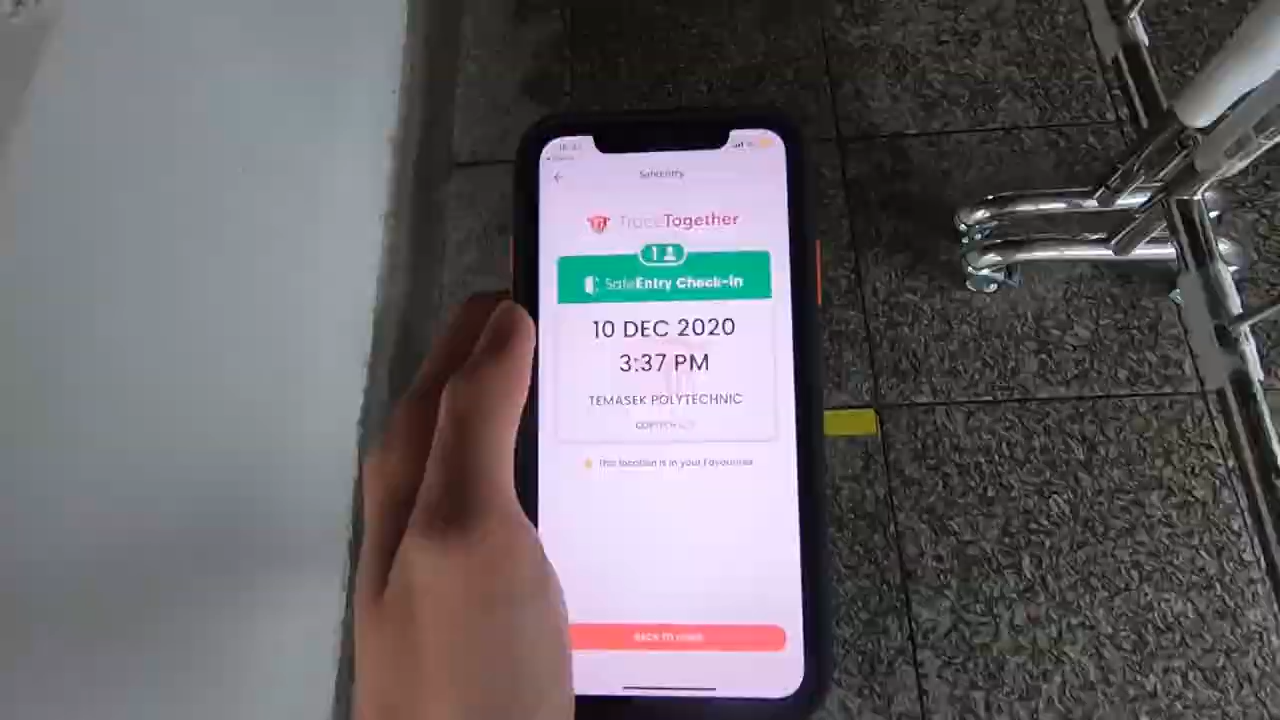 SafeEntry
TraceTogether
1
SafeEntry Check-in
10 DEC 2020
3:37 PM
TEMASEK POLYTECHNIC
This location is in your Favourites
BACK TO HOME